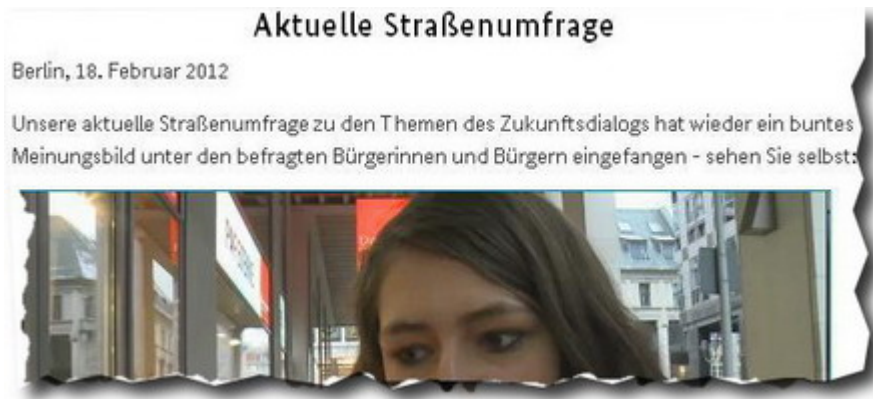 Aktuelle Straßenumfrage
Berlin, 18. Februar 2012
Unsere aktuelle Straßenumfrage zu den Themen des Zukunftsdialogs hat wieder ein buntes
Meinungsbild unter den befragten Bürgerinnen und Bürgern eingefangen - sehen Sie selbst: